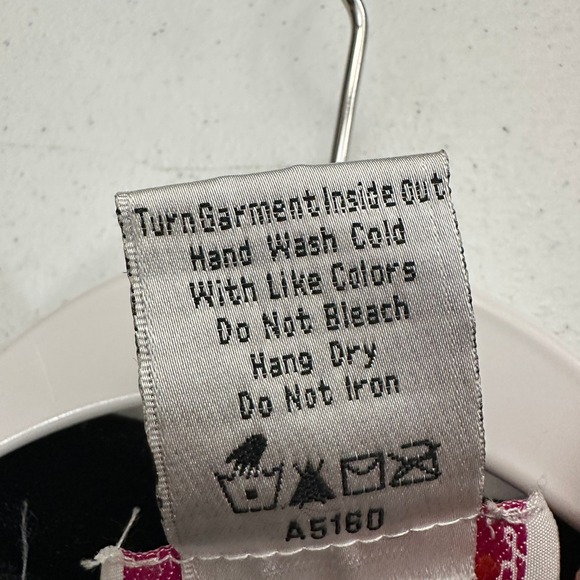 Turn Garment Inside Out
Hand Wash Cold
With Like Colors
Do Not Bleach
Hang Dry
Do Not Iron
A5160